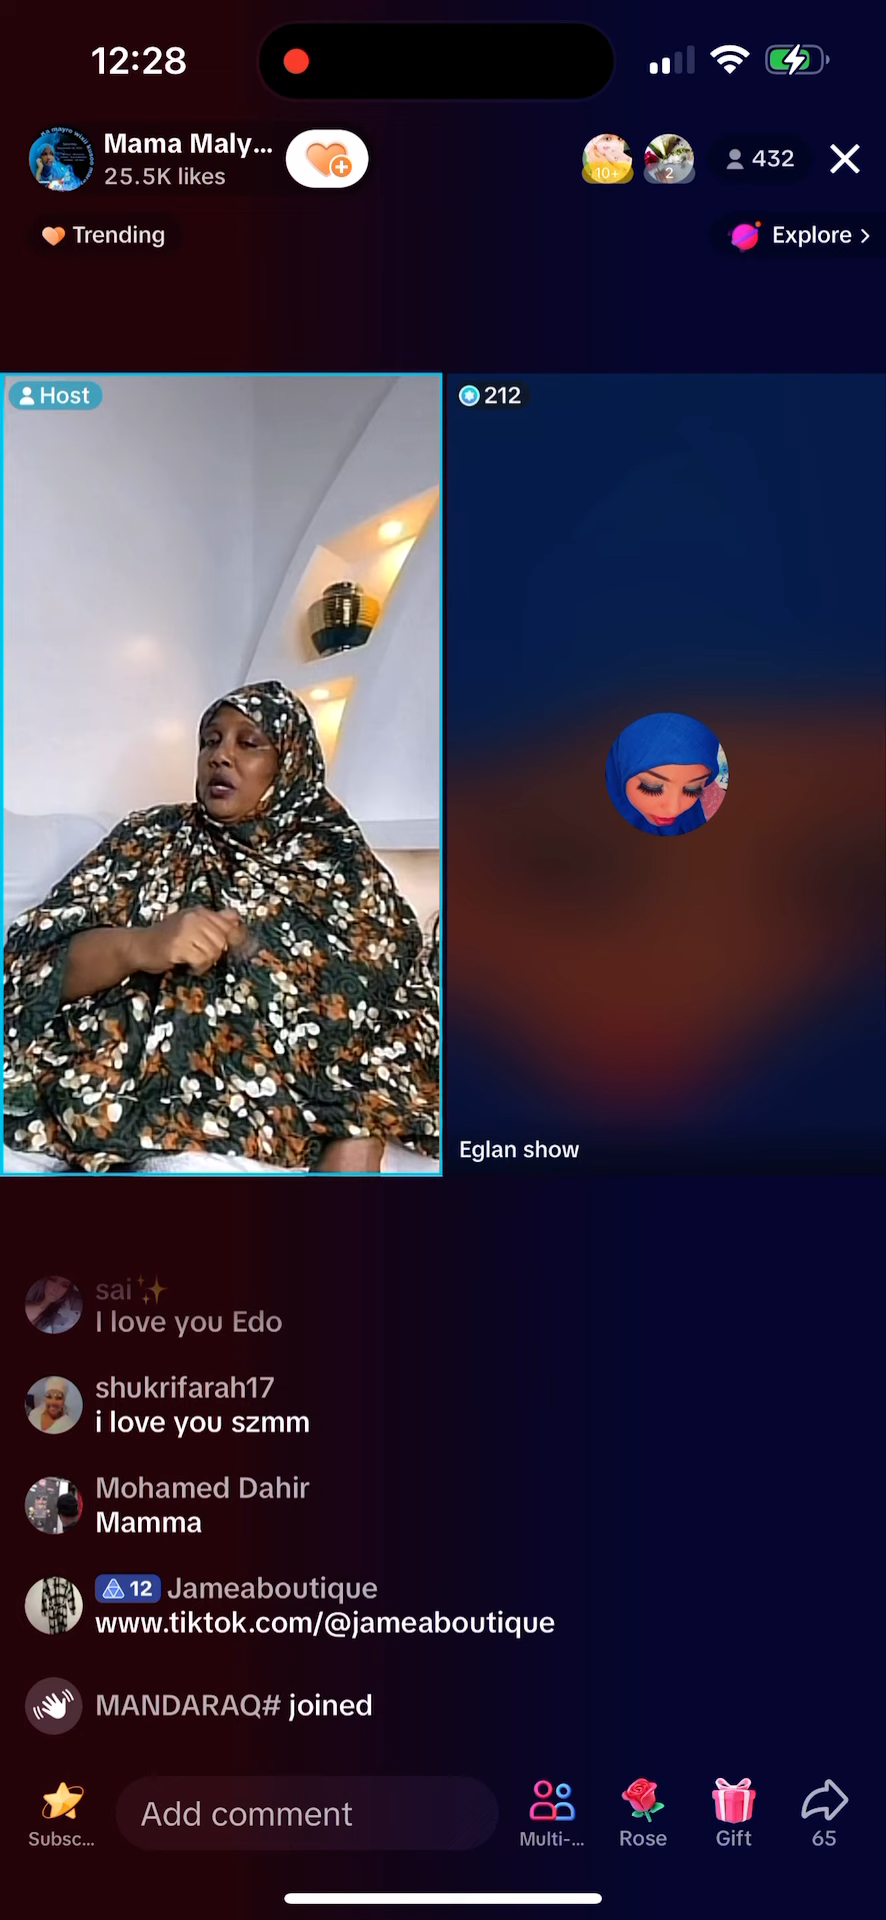 12:28
Mama Maly...
25.5K likes
10+
2
432
Trending
Explore >
Host
212
Eglan show
sai✨
I love you Edo
shukrifarah17
i love you szmm
Mohamed Dahir
Mamma
12 Jameaboutique
www.tiktok.com/@jameaboutique
MANDARAQ# joined
Subsc...
Add comment
Multi-...
Rose
Gift
65